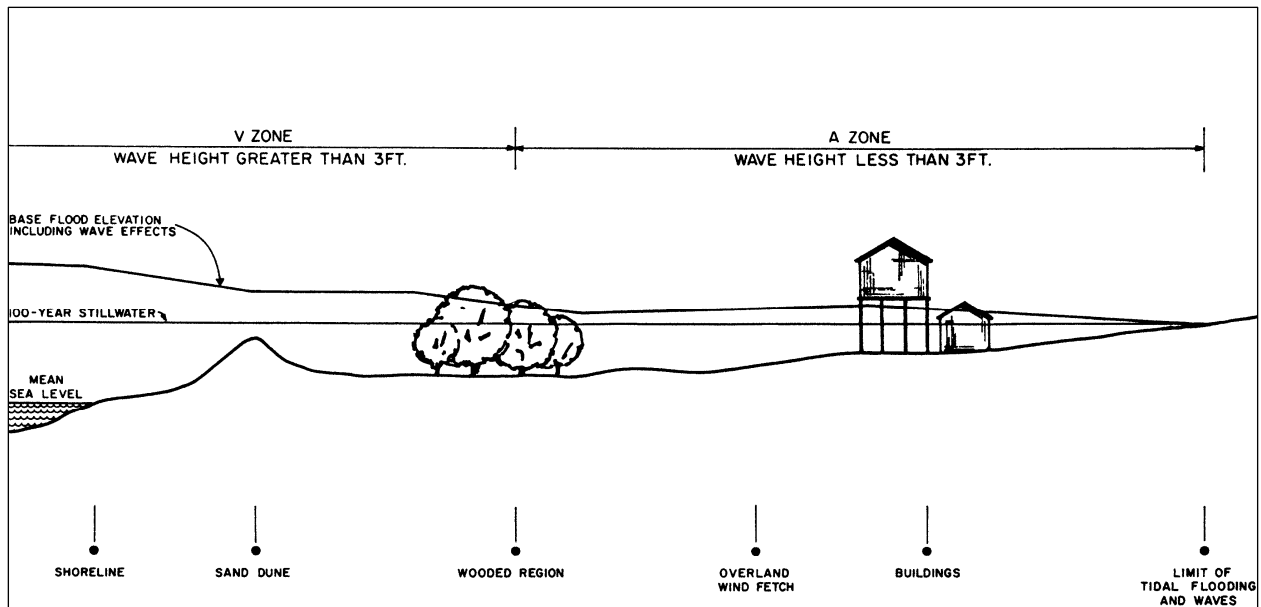 V ZONE
WAVE HEIGHT GREATER THAN 3FT.
A ZONE
WAVE HEIGHT LESS THAN 3FT.
BASE FLOOD ELEVATION
INCLUDING WAVE EFFECTS
100-YEAR STILLWATER
MEAN
SEA LEVEL
SHORELINE
SAND DUNE
WOODED REGION
OVERLAND
WIND FETCH
BUILDINGS
LIMIT OF
TIDAL FLOODING
AND WAVES